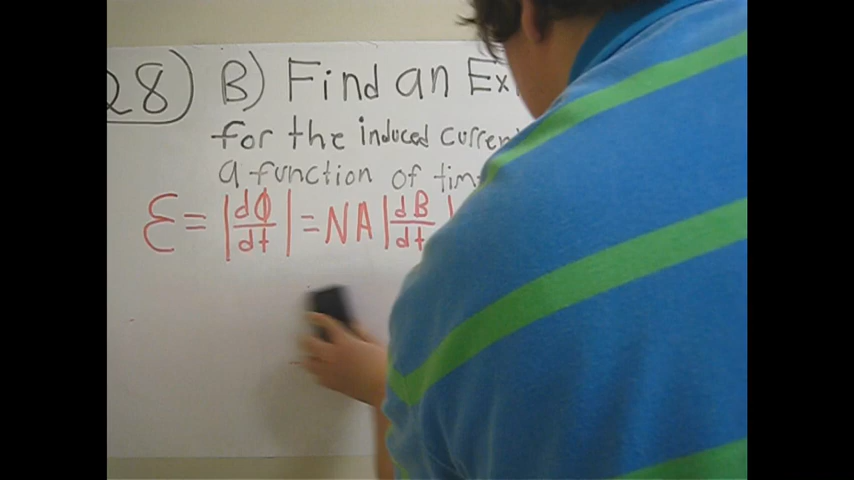 28) B) Find an
for the induced
a function of
Ɛ = |dΦ/dt| = NA|dB/dt|